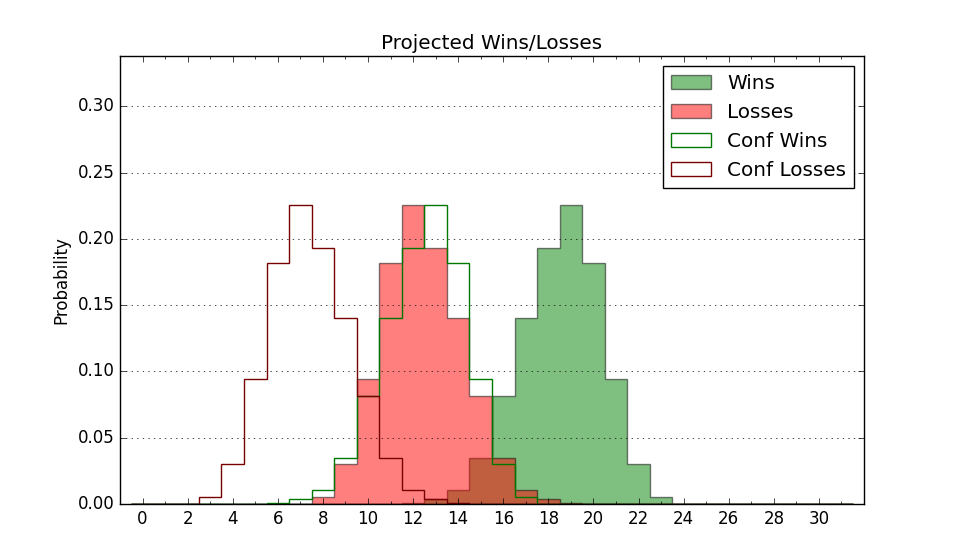 Projected Wins/Losses
Wins
Losses
Conf Wins
Conf Losses
Probability
0.30
0.25
0.20
0.15
0.10
0.05
0.00
0 2 4 6 8 10 12 14 16 18 20 22 24 26 28 30